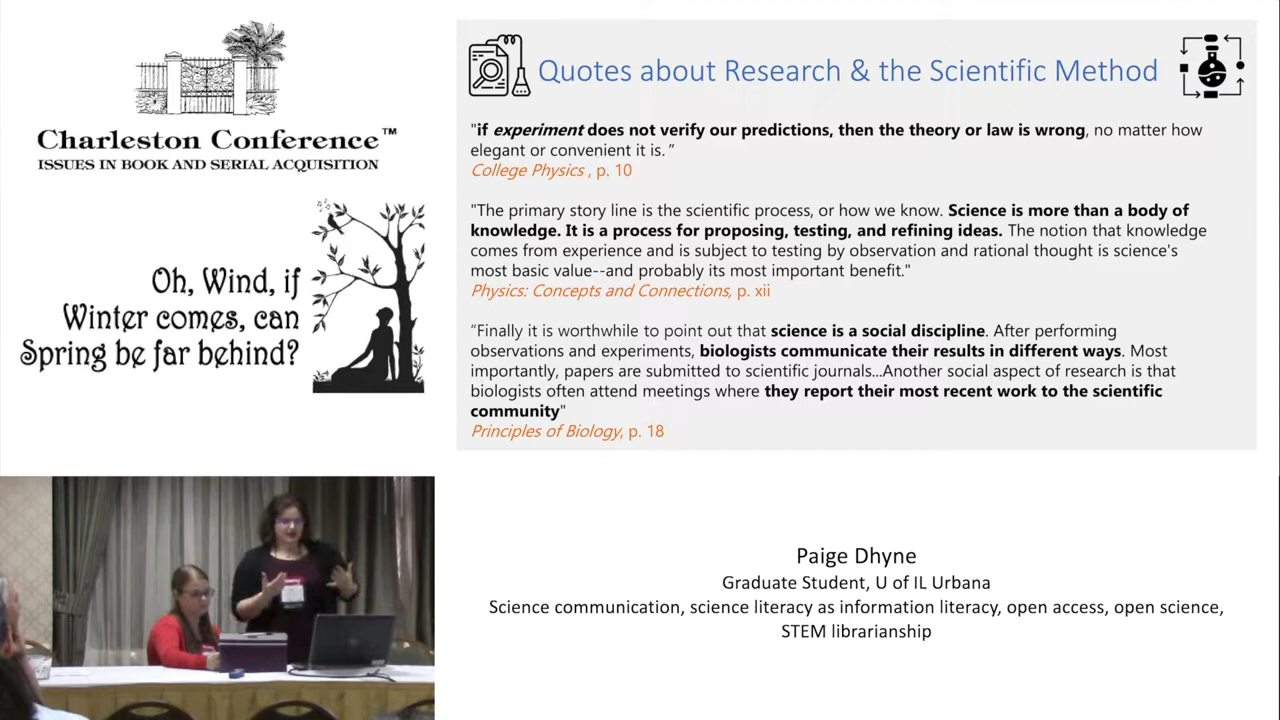 Charleston Conference™
ISSUES IN BOOK AND SERIAL ACQUISITION
Oh, Wind, if
Winter comes, can
Spring be far behind?
Quotes about Research & the Scientific Method
"if experiment does not verify our predictions, then the theory or law is wrong, no matter how
elegant or convenient it is. ”
College Physics , p. 10
"The primary story line is the scientific process, or how we know. Science is more than a body of
knowledge. It is a process for proposing, testing, and refining ideas. The notion that knowledge
comes from experience and is subject to testing by observation and rational thought is science's
most basic value--and probably its most important benefit."
Physics: Concepts and Connections, p. xii
“Finally it is worthwhile to point out that science is a social discipline. After performing
observations and experiments, biologists communicate their results in different ways. Most
importantly, papers are submitted to scientific journals...Another social aspect of research is that
biologists often attend meetings where they report their most recent work to the scientific
community"
Principles of Biology, p. 18
Paige Dhyne
Graduate Student, U of IL Urbana
Science communication, science literacy as information literacy, open access, open science,
STEM librarianship